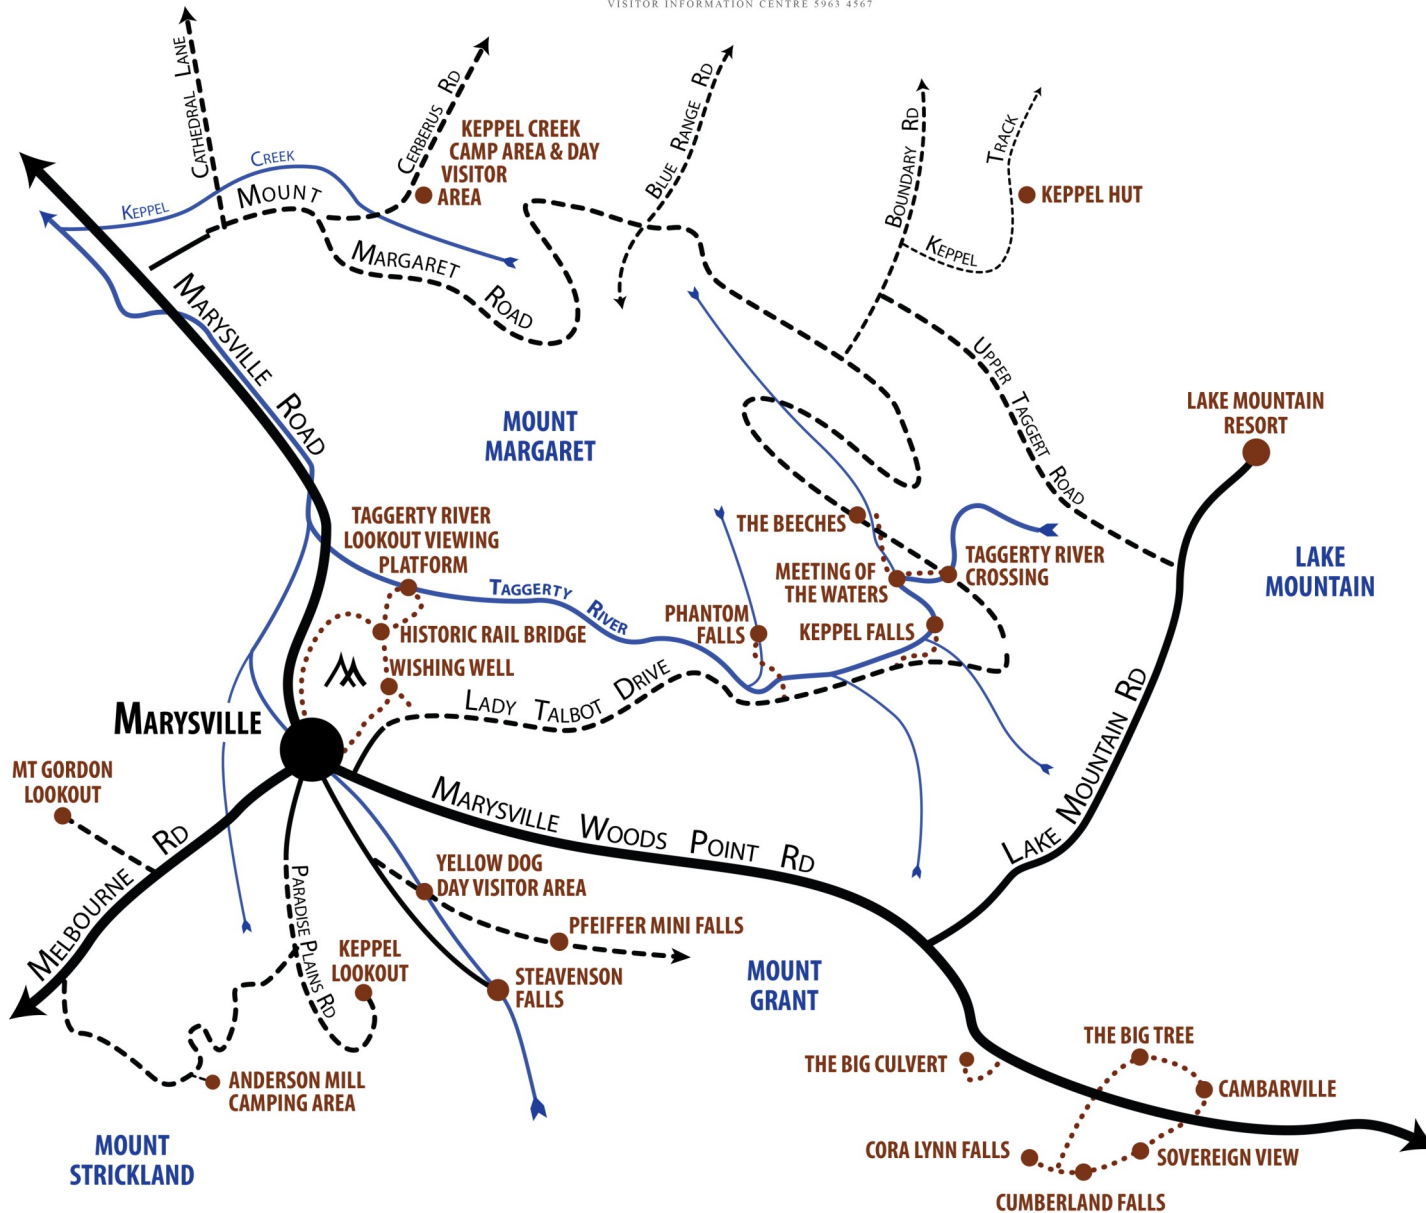 VISITOR INFORMATION CENTRE 5963 4567
CATHEDRAL LANE
CERBERUS RD
KEPPEL CREEK
CAMP AREA & DAY
VISITOR
AREA
BLUE RANGE RD
BOUNDARY RD
KEPPEL TRACK
KEPPEL HUT
KEPPEL CREEK
MOUNT MARGARET ROAD
MARYSVILLE ROAD
UPPER TAGGERT ROAD
LAKE MOUNTAIN
RESORT
MOUNT
MARGARET
TAGGERTY RIVER
LOOKOUT VIEWING
PLATFORM
THE BEECHES
TAGGERTY RIVER
CROSSING
LAKE
MOUNTAIN
MEETING OF
THE WATERS
TAGGERTY RIVER
PHANTOM
FALLS
KEPPEL FALLS
HISTORIC RAIL BRIDGE
WISHING WELL
LADY TALBOT DRIVE
MARYSVILLE
LAKE MOUNTAIN RD
MT GORDON
LOOKOUT
MARYSVILLE WOODS POINT RD
MELBOURNE RD
PARADISE PLAINS RD
YELLOW DOG
DAY VISITOR AREA
PFEIFFER MINI FALLS
KEPPEL
LOOKOUT
STEAVENSON
FALLS
MOUNT
GRANT
THE BIG TREE
THE BIG CULVERT
CAMBARVILLE
ANDERSON MILL
CAMPING AREA
MOUNT
STRICKLAND
CORA LYNN FALLS
SOVEREIGN VIEW
CUMBERLAND FALLS